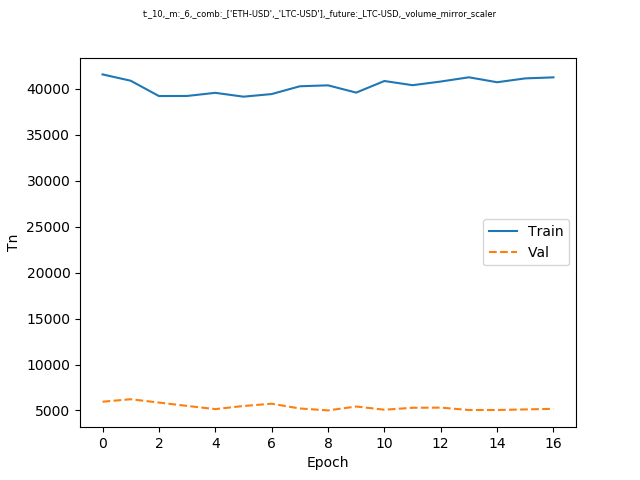 t:_10,_m:_6,_comb:_['ETH-USD',_'LTC-USD'],_future:_LTC-USD,_volume_mirror_scaler
40000
35000
30000
25000
20000
15000
10000
5000
Tn
Train
Val
0 2 4 6 8 10 12 14 16
Epoch